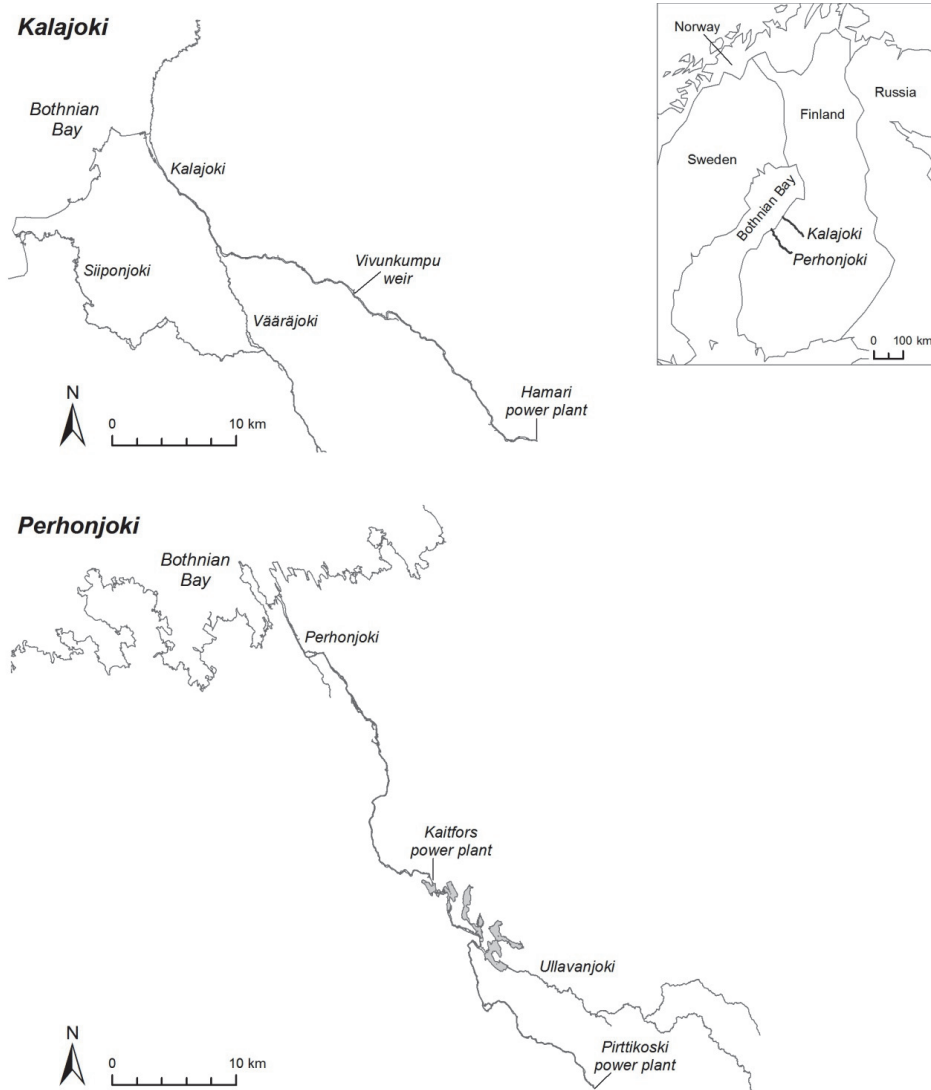 Kalajoki
Bothnian
Bay
Kalajoki
Siiponjoki
Vivunkumpu
weir
Vääräjoki
Hamari
power plant
N
0 10 km
Norway
Russia
Finland
Sweden
Bothnian Bay
Kalajoki
Perhonjoki
0 100 km
Perhonjoki
Bothnian
Bay
Perhonjoki
Kaitfors
power plant
Ullavanjoki
Pirttikoski
power plant
N
0 10 km